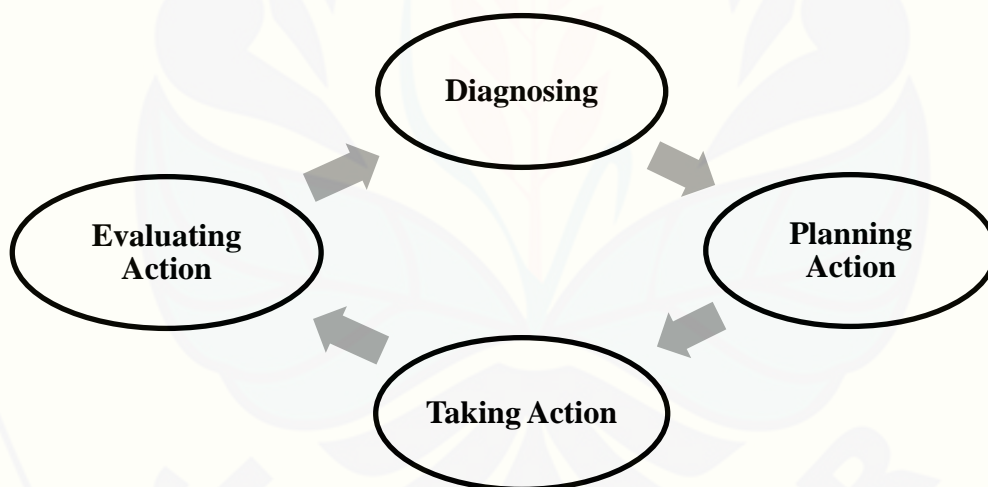 Diagnosing
Planning
Action
Taking Action
Evaluating
Action